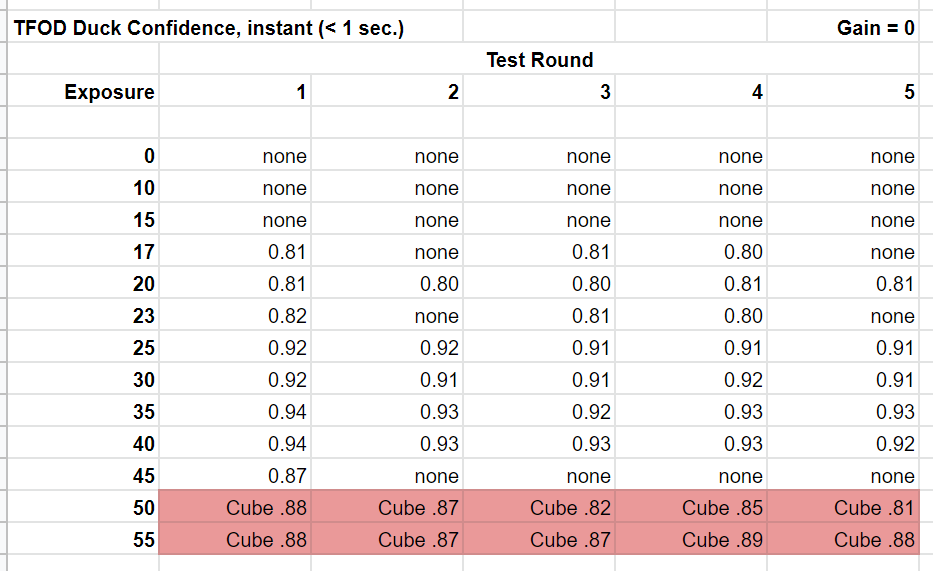 TFOD Duck Confidence, instant (< 1 sec.) Gain = 0
Test Round
Exposure 1 2 3 4 5
0 none none none none none
10 none none none none none
15 none none none none none
17 0.81 none 0.81 0.80 none
20 0.81 0.80 0.80 0.81 0.81
23 0.82 none 0.81 0.80 none
25 0.92 0.92 0.91 0.91 0.91
30 0.92 0.91 0.91 0.92 0.91
35 0.94 0.93 0.92 0.93 0.93
40 0.94 0.93 0.93 0.93 0.92
45 0.87 none none none none
50 Cube .88 Cube .87 Cube .82 Cube .85 Cube .81
55 Cube .88 Cube .87 Cube .87 Cube .89 Cube .88